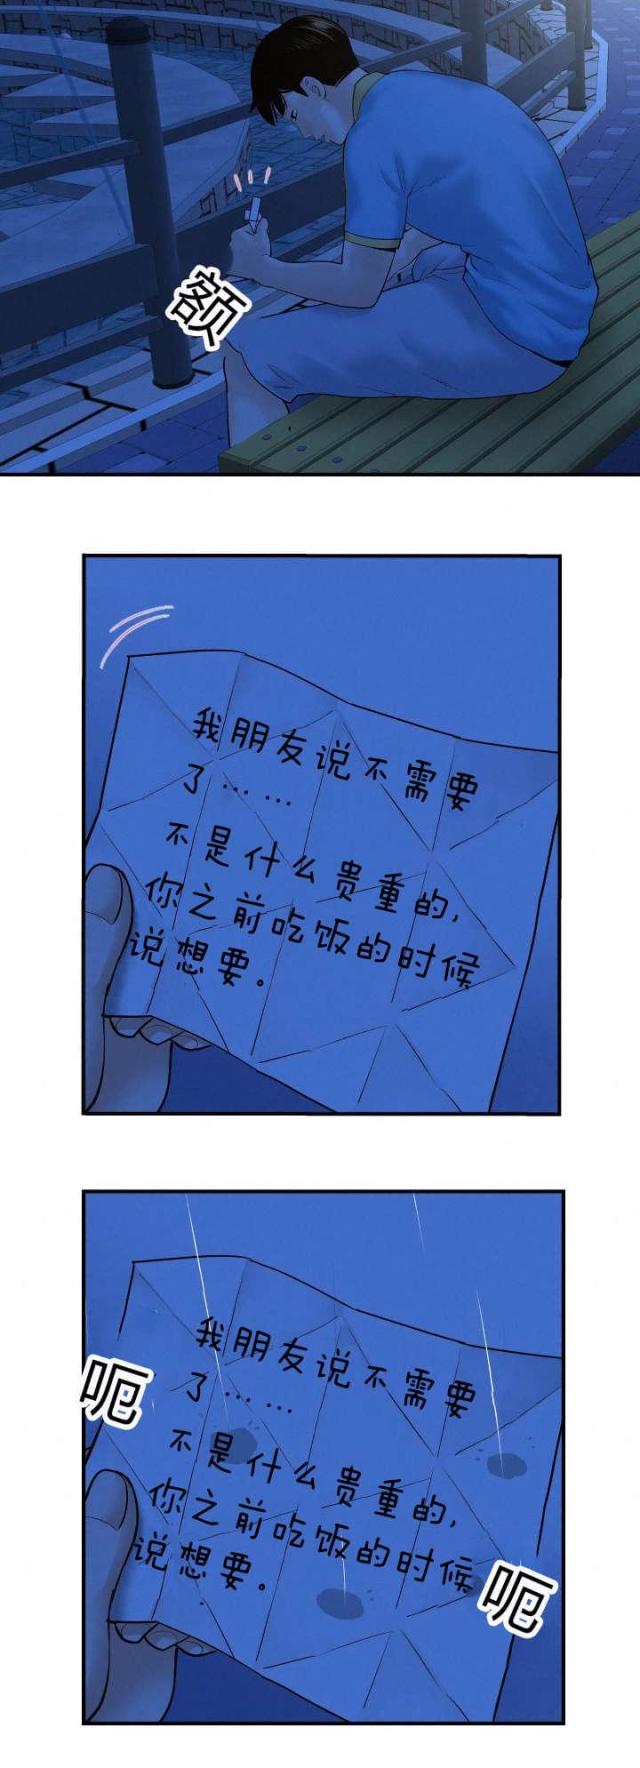 额
我朋友说不需要
了……
不是什么贵重的,
你之前吃饭的时候
说想要。
我朋友说不需要
呃
了……
不是什么贵重的,
你之前吃饭的时候
说想要。
呃